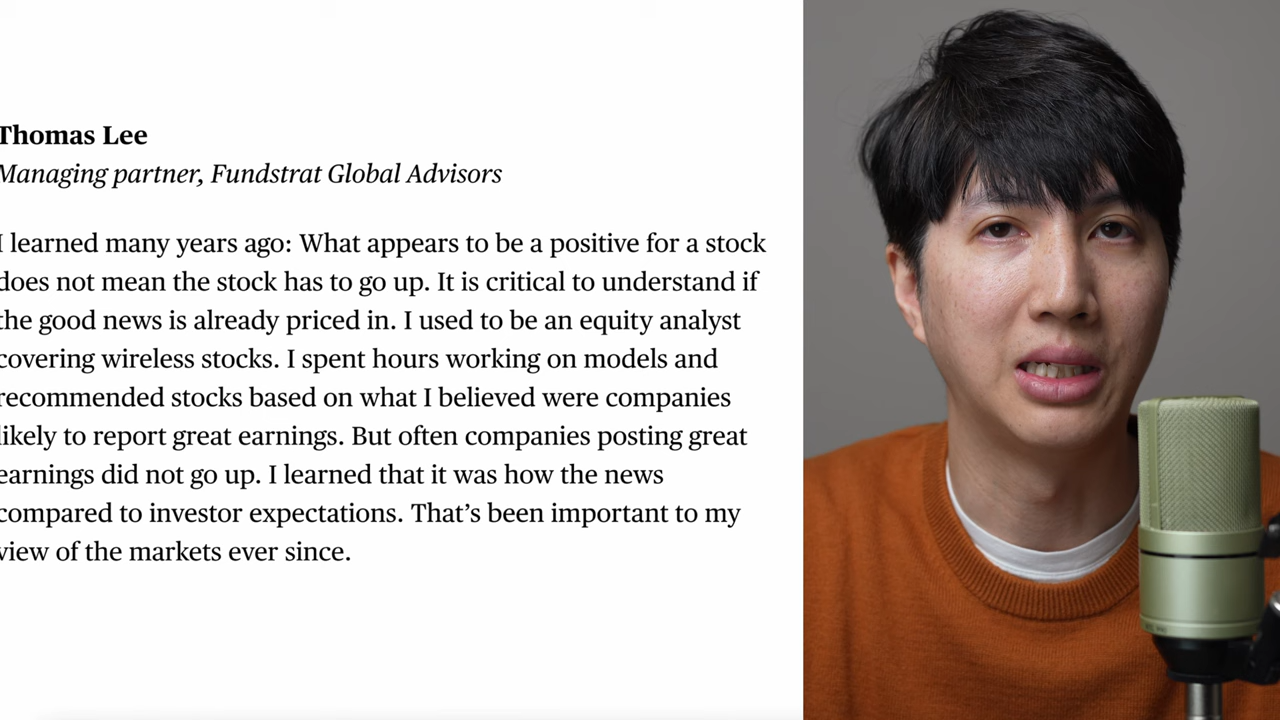 Thomas Lee
Managing partner, Fundstrat Global Advisors
I learned many years ago: What appears to be a positive for a stock
does not mean the stock has to go up. It is critical to understand if
the good news is already priced in. I used to be an equity analyst
covering wireless stocks. I spent hours working on models and
recommended stocks based on what I believed were companies
likely to report great earnings. But often companies posting great
earnings did not go up. I learned that it was how the news
compared to investor expectations. That’s been important to my
view of the markets ever since.